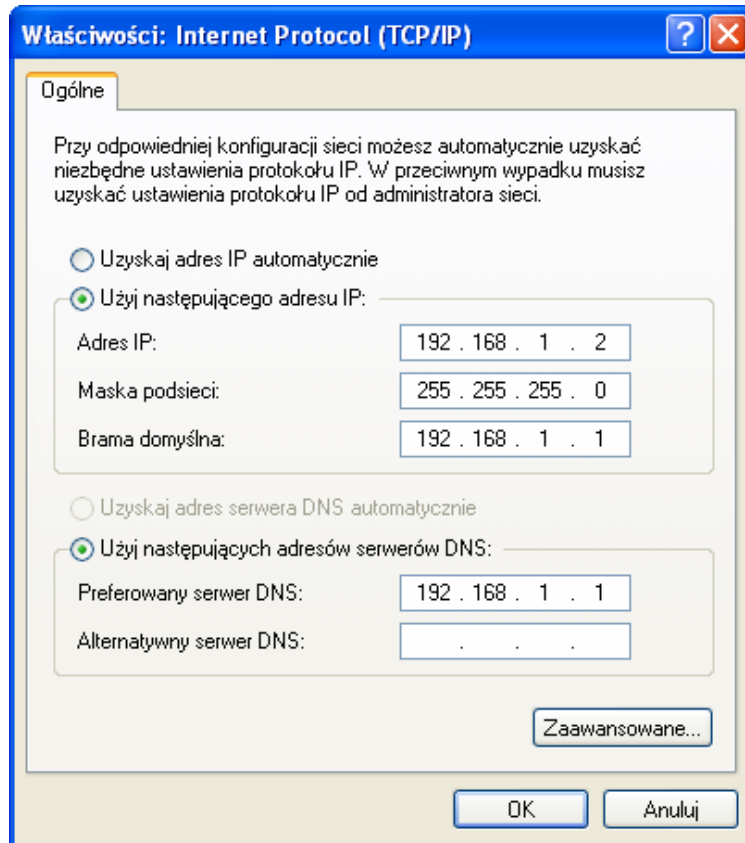 Właściwości: Internet Protocol (TCP/IP)
Ogólne
Przy odpowiedniej konfiguracji sieci możesz automatycznie uzyskać
niezbędne ustawienia protokołu IP. W przeciwnym wypadku musisz
uzyskać ustawienia protokołu IP od administratora sieci.
Uzyskaj adres IP automatycznie
Użyj następującego adresu IP:
Adres IP: 192 . 168 . 1 . 2
Maska podsieci: 255 . 255 . 255 . 0
Brama domyślna: 192 . 168 . 1 . 1
Uzyskaj adres serwera DNS automatycznie
Użyj następujących adresów serwerów DNS:
Preferowany serwer DNS: 192 . 168 . 1 . 1
Alternatywny serwer DNS: . . .
Zaawansowane...
OK Anuluj